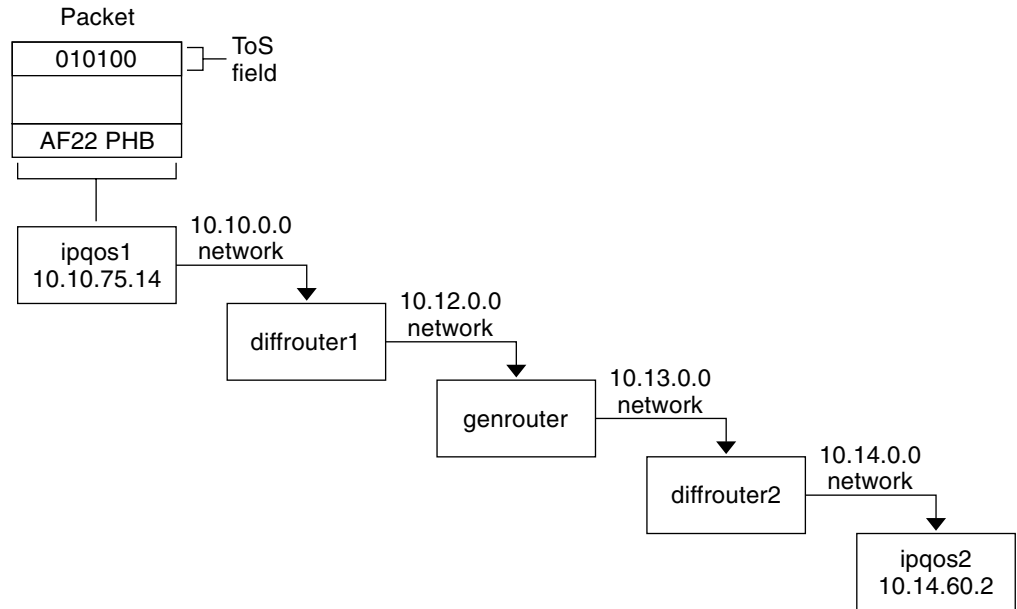 Packet
010100
ToS
field
AF22 PHB
ipqos1
10.10.75.14
10.10.0.0
network
diffrouter1
10.12.0.0
network
genrouter
10.13.0.0
network
diffrouter2
10.14.0.0
network
ipqos2
10.14.60.2